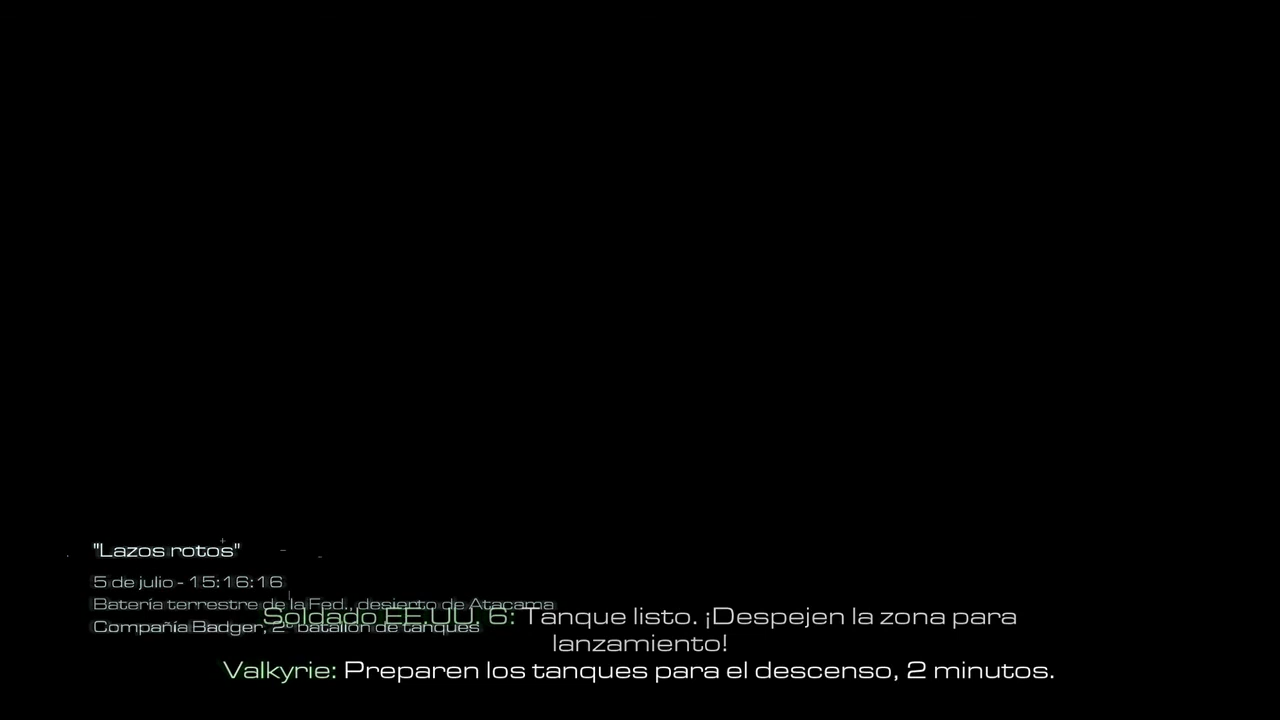 "Lazos rotos"
5 de julio - 15:16:16
Batería terrestre de la Fed., desierto de Atacama
Compañía Badger, 2º batallón de tanques
Soldado EE.UU. 6: Tanque listo. ¡Despejen la zona para
lanzamiento!
Valkyrie: Preparen los tanques para el descenso, 2 minutos.